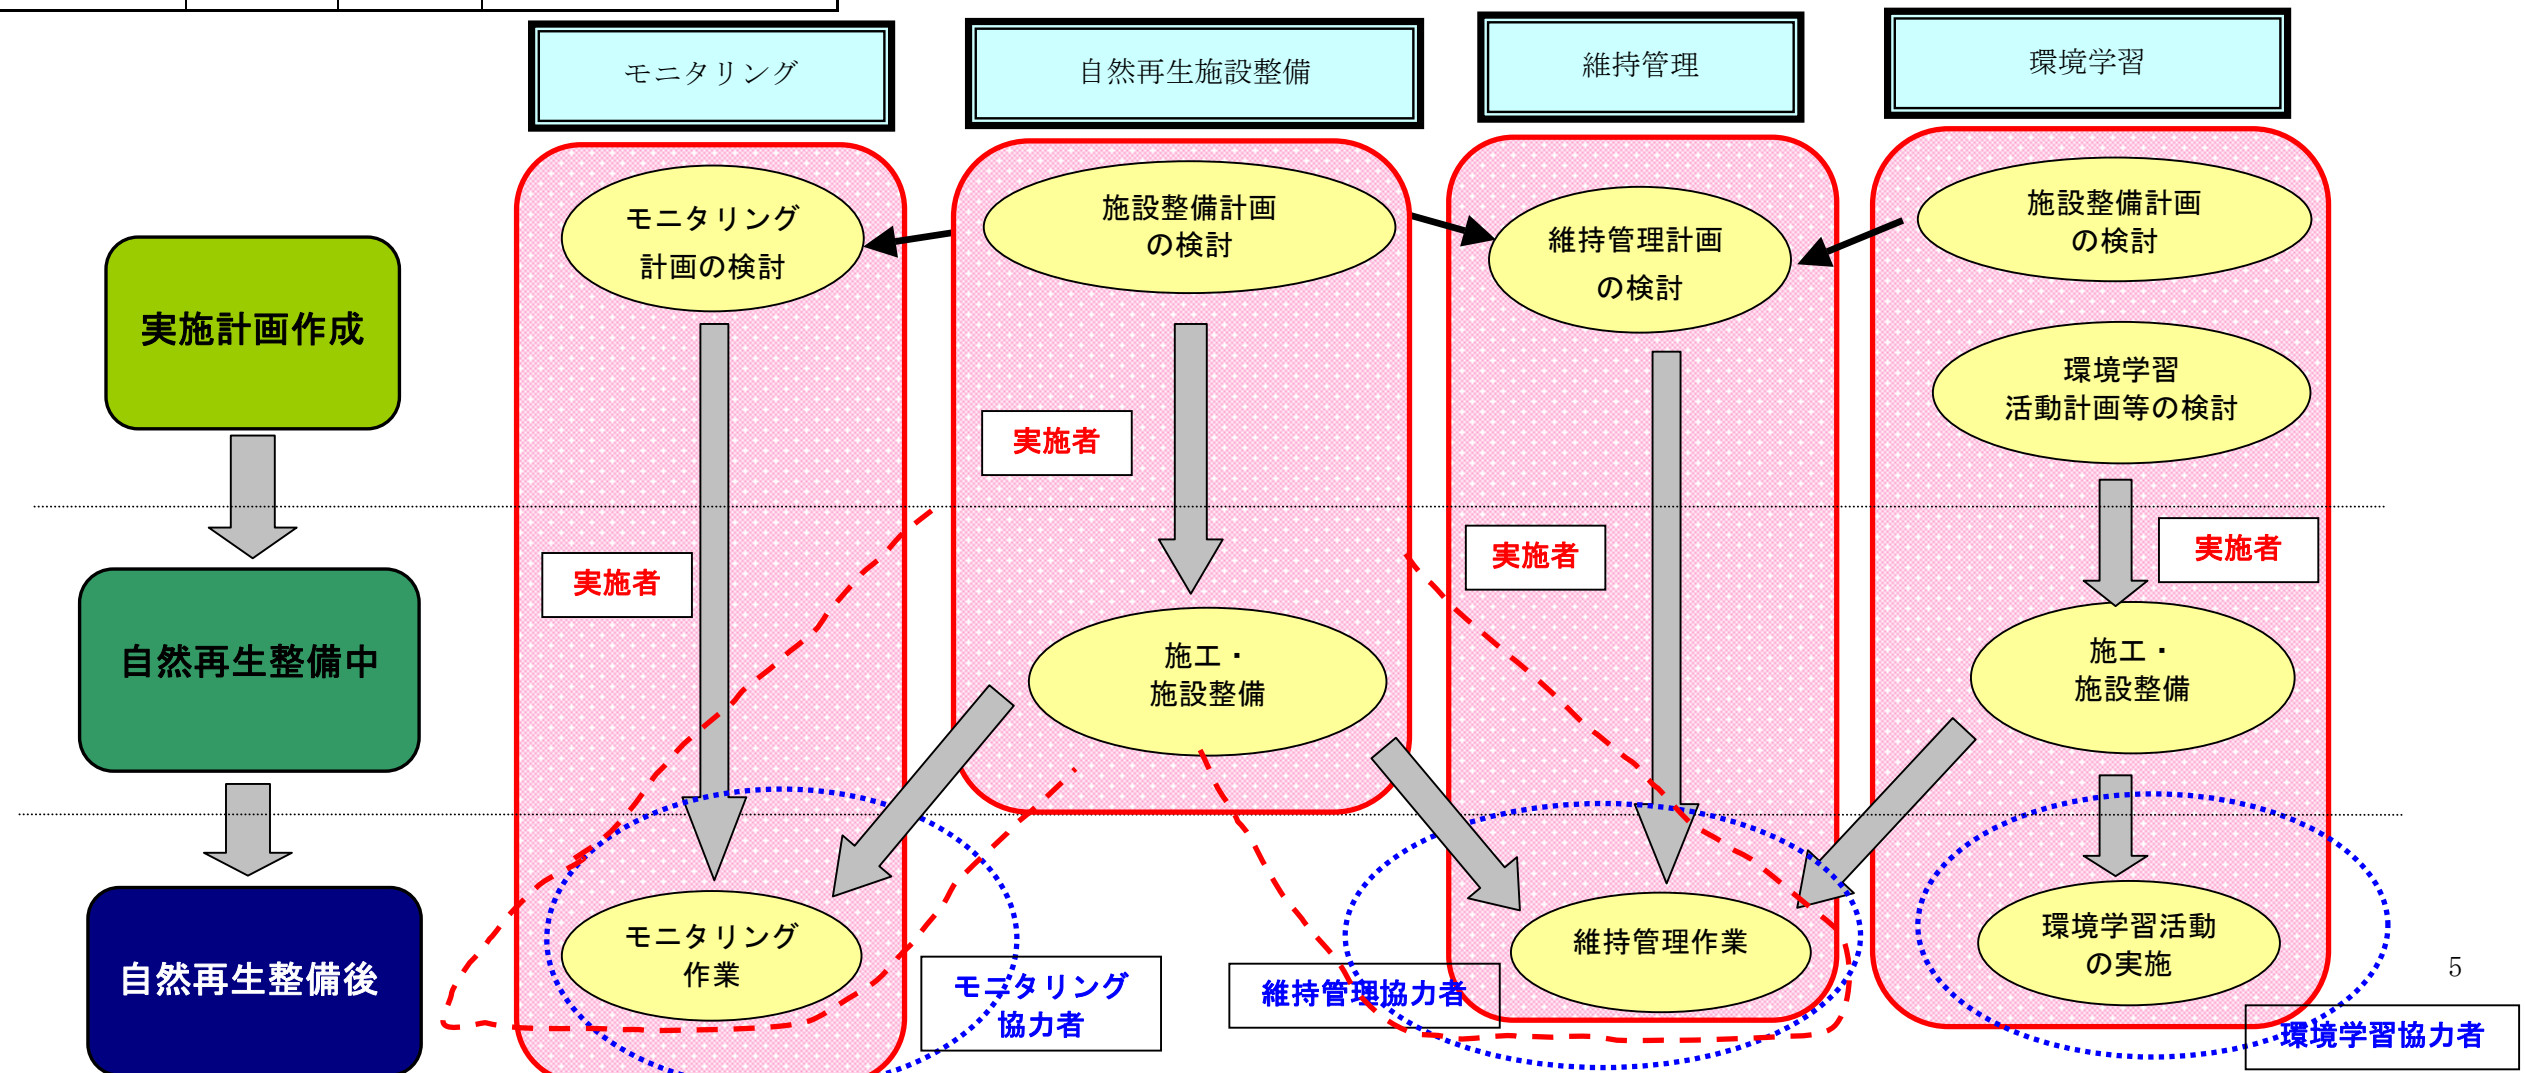 モニタリング
自然再生施設整備
維持管理
環境学習
モニタリング
計画の検討
施設整備計画
の検討
維持管理計画
の検討
施設整備計画
の検討
環境学習
活動計画等の検討
実施計画作成
実施者
実施者
実施者
実施者
自然再生整備中
施工・
施設整備
施工・
施設整備
自然再生整備後
モニタリング
作業
モニタリング
協力者
維持管理協力者
維持管理作業
環境学習活動
の実施
環境学習協力者
5